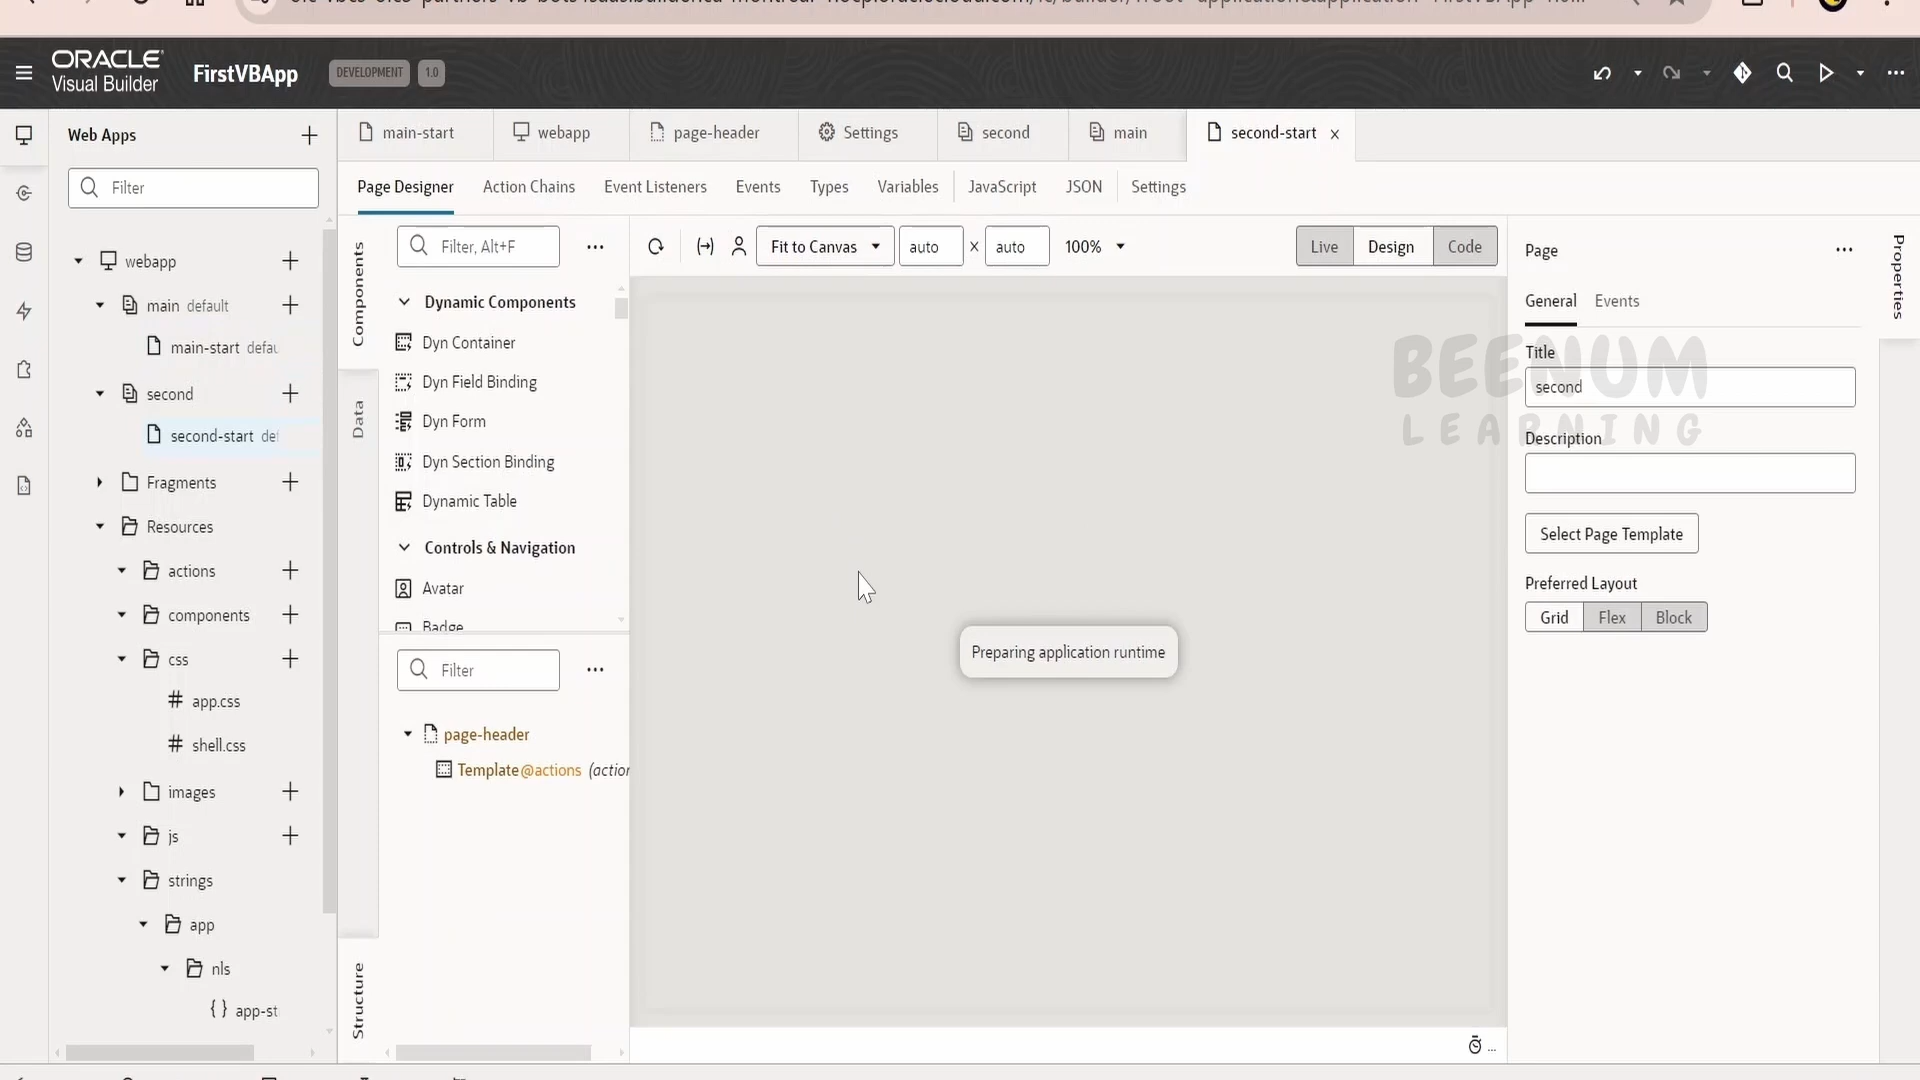 ORACLE
Visual Builder
FirstVBApp
DEVELOPMENT
1.0
Web Apps
Filter
webapp
main default
main-start
second
second-start
Fragments
Resources
actions
components
css
# app.css
# shell.css
images
js
strings
app
nls
{ } app-st
main-start
webapp
page-header
Settings
second
main
second-start x
Page Designer
Action Chains
Event Listeners
Events
Types
Variables
JavaScript
JSON
Settings
Components
Data
Structure
Filter, Alt+F
...
Dynamic Components
Dyn Container
Dyn Field Binding
Dyn Form
Dyn Section Binding
Dynamic Table
Controls & Navigation
Avatar
Badge
Filter
...
page-header
Template@actions
Fit to Canvas
auto x auto
100%
Live
Design
Code
Preparing application runtime
Page
...
General
Events
Title
second
Description
Select Page Template
Preferred Layout
Grid
Flex
Block
Properties
BEENUM
LEARNING